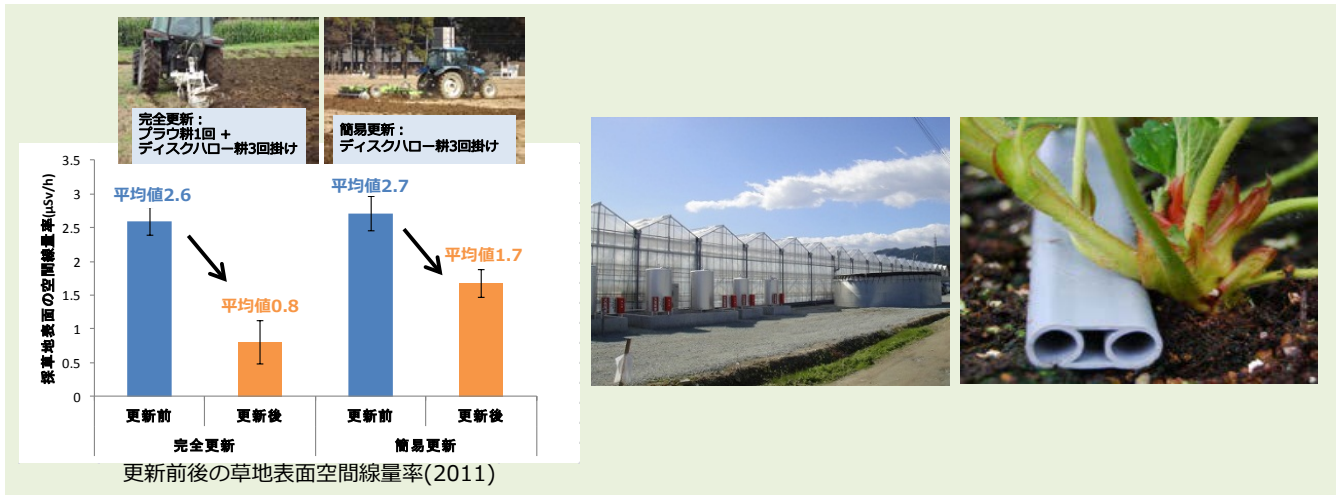 完全更新:
プラウ耕1回 +
ディスクハロー耕3回掛け
簡易更新:
ディスクハロー耕3回掛け
採草地表面の空間線量率(μSv/h)
3.5
3
2.5
2
1.5
1
0.5
0
平均値2.6
平均値0.8
平均値2.7
平均値1.7
更新前
更新後
更新前
更新後
完全更新
簡易更新
更新前後の草地表面空間線量率(2011)